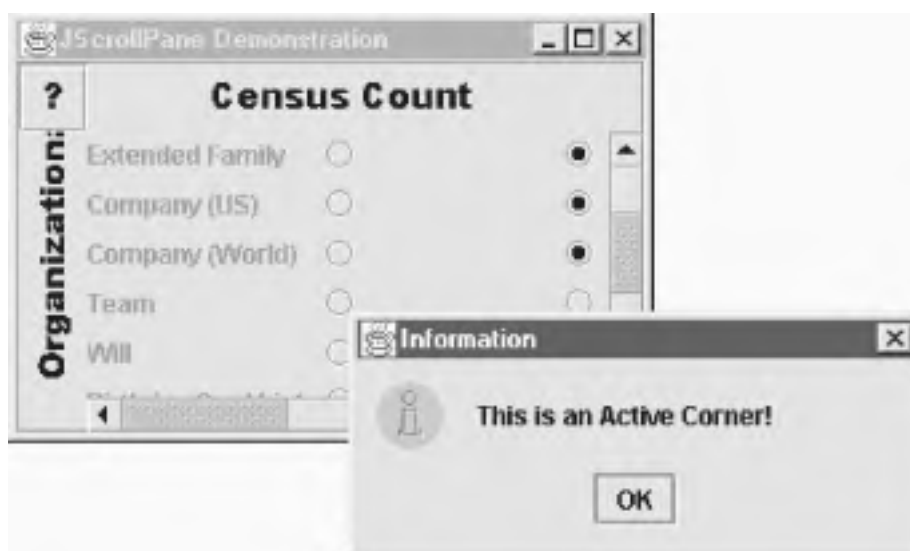 JScrollPane Demonstration
?
Census Count
Organization:
Extended Family
Company (US)
Company (World)
Team
Will
Information
This is an Active Corner!
OK